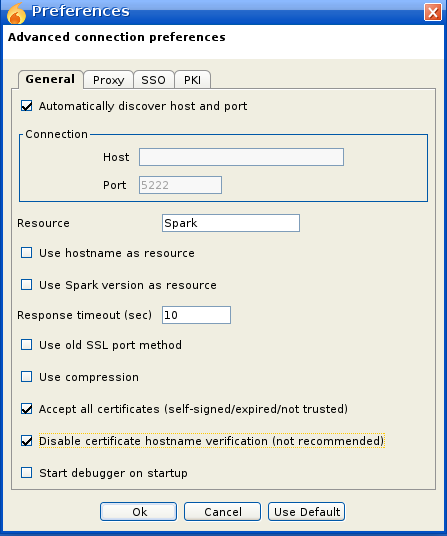 Preferences
Advanced connection preferences
General Proxy SSO PKI
Automatically discover host and port
Connection
Host
Port 5222
Resource Spark
Use hostname as resource
Use Spark version as resource
Response timeout (sec) 10
Use old SSL port method
Use compression
Accept all certificates (self-signed/expired/not trusted)
Disable certificate hostname verification (not recommended)
Start debugger on startup
Ok Cancel Use Default